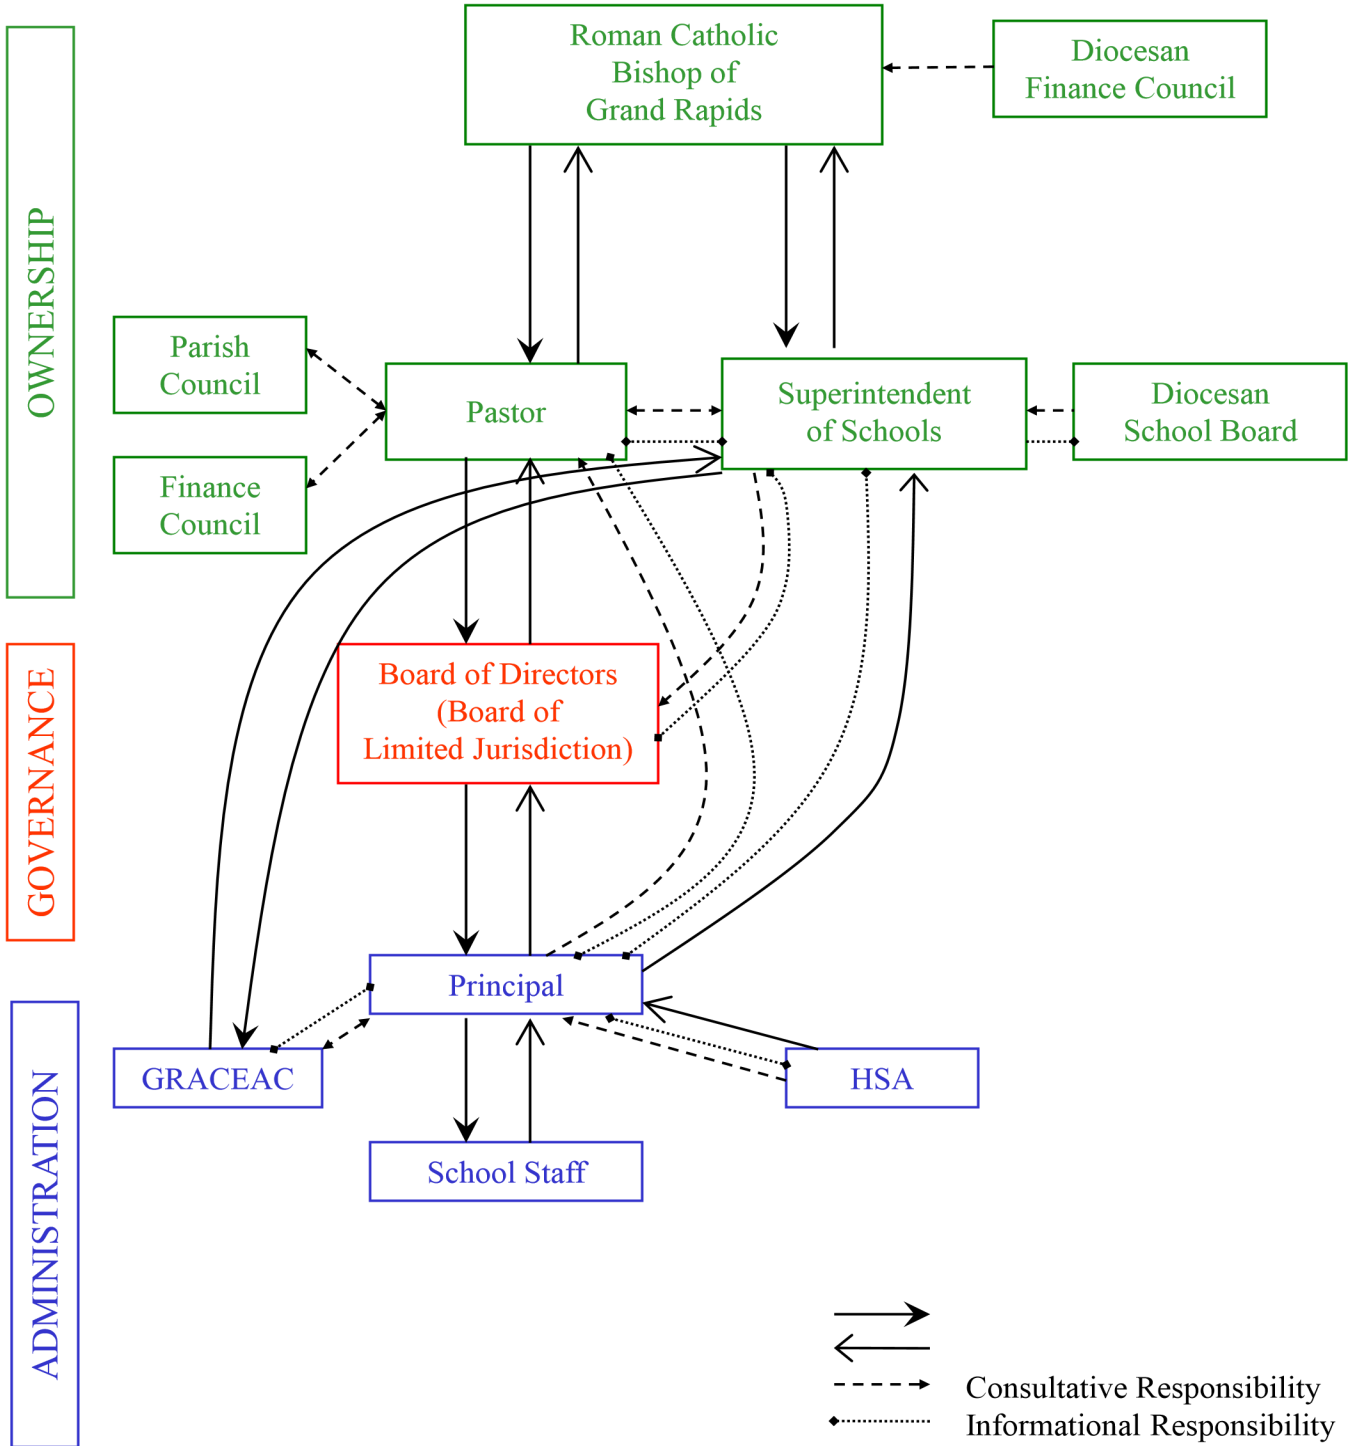 Roman Catholic
Bishop of
Grand Rapids
Diocesan
Finance Council
OWNERSHIP
Parish
Council
Pastor
Superintendent
of Schools
Diocesan
School Board
Finance
Council
GOVERNANCE
Board of Directors
(Board of
Limited Jurisdiction)
Principal
ADMINISTRATION
GRACEAC
HSA
School Staff
Consultative Responsibility
Informational Responsibility